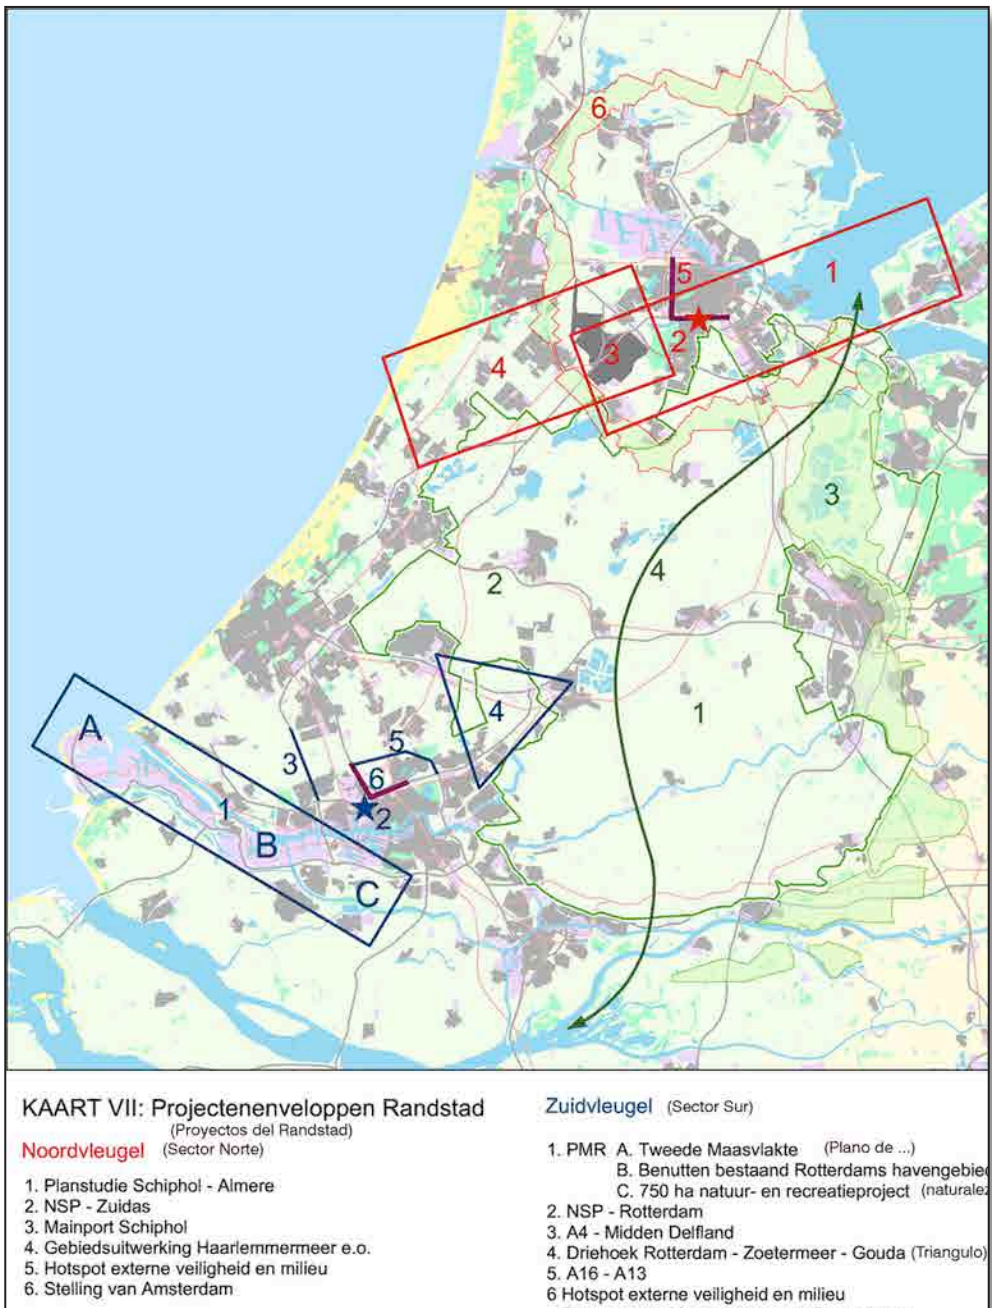 6
5
1
4
3
2
3
2
4
4
1
A
5
3
6
1
2
B
C
KAART VII: Projectenenveloppen Randstad
(Proyectos del Randstad)
Noordvleugel (Sector Norte)
1. Planstudie Schiphol - Almere
2. NSP - Zuidas
3. Mainport Schiphol
4. Gebiedsuitwerking Haarlemmermeer e.o.
5. Hotspot externe veiligheid en milieu
6. Stelling van Amsterdam
Zuidvleugel (Sector Sur)
1. PMR A. Tweede Maasvlakte (Plano de ...)
B. Benutten bestaand Rotterdams havengebied
C. 750 ha natuur- en recreatieproject (naturalez
2. NSP - Rotterdam
3. A4 - Midden Delfland
4. Driehoek Rotterdam - Zoetermeer - Gouda (Triangulo)
5. A16 - A13
6 Hotspot externe veiligheid en milieu